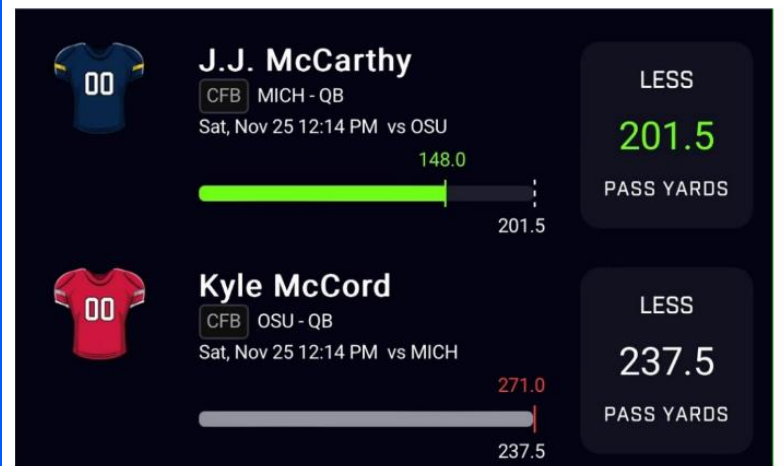 00
J.J. McCarthy
CFB MICH - QB
Sat, Nov 25 12:14 PM vs OSU
148.0
201.5
LESS
201.5
PASS YARDS
00
Kyle McCord
CFB OSU - QB
Sat, Nov 25 12:14 PM vs MICH
271.0
237.5
LESS
237.5
PASS YARDS